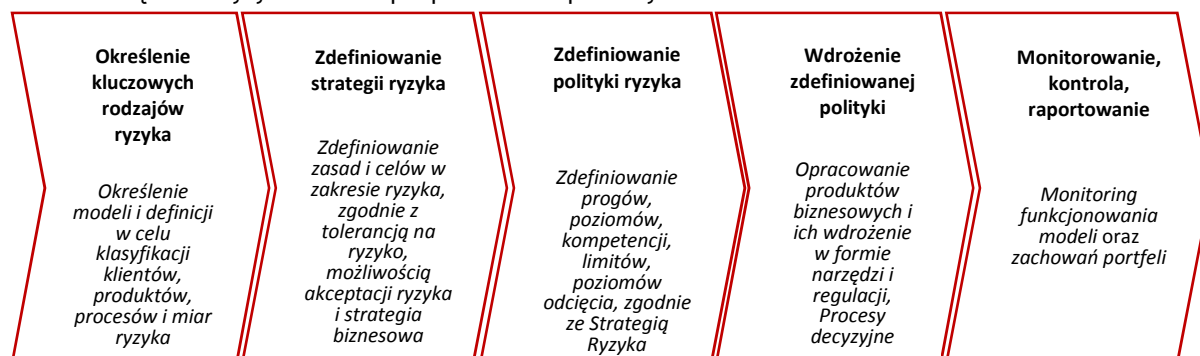 Określenie
kluczowych
rodzajów
ryzyka
Określenie
modeli i definicji
w celu
klasyfikacji
klientów,
produktów,
procesów i miar
ryzyka
Zdefiniowanie
strategii ryzyka
Zdefiniowanie
zasad i celów w
zakresie ryzyka,
zgodnie z
tolerancją na
ryzyko,
możliwością
akceptacji ryzyka
i strategia
biznesowa
Zdefiniowanie
polityki ryzyka
Zdefiniowanie
progów,
poziomów,
kompetencji,
limitów,
poziomów
odcięcia, zgodnie
ze Strategią
Ryzyka
Wdrożenie
zdefiniowanej
polityki
Opracowanie
produktów
biznesowych i
ich wdrożenie
w formie
narzędzi i
regulacji,
Procesy
decyzyjne
Monitorowanie,
kontrola,
raportowanie
Monitoring
funkcjonowania
modeli oraz
zachowań portfeli